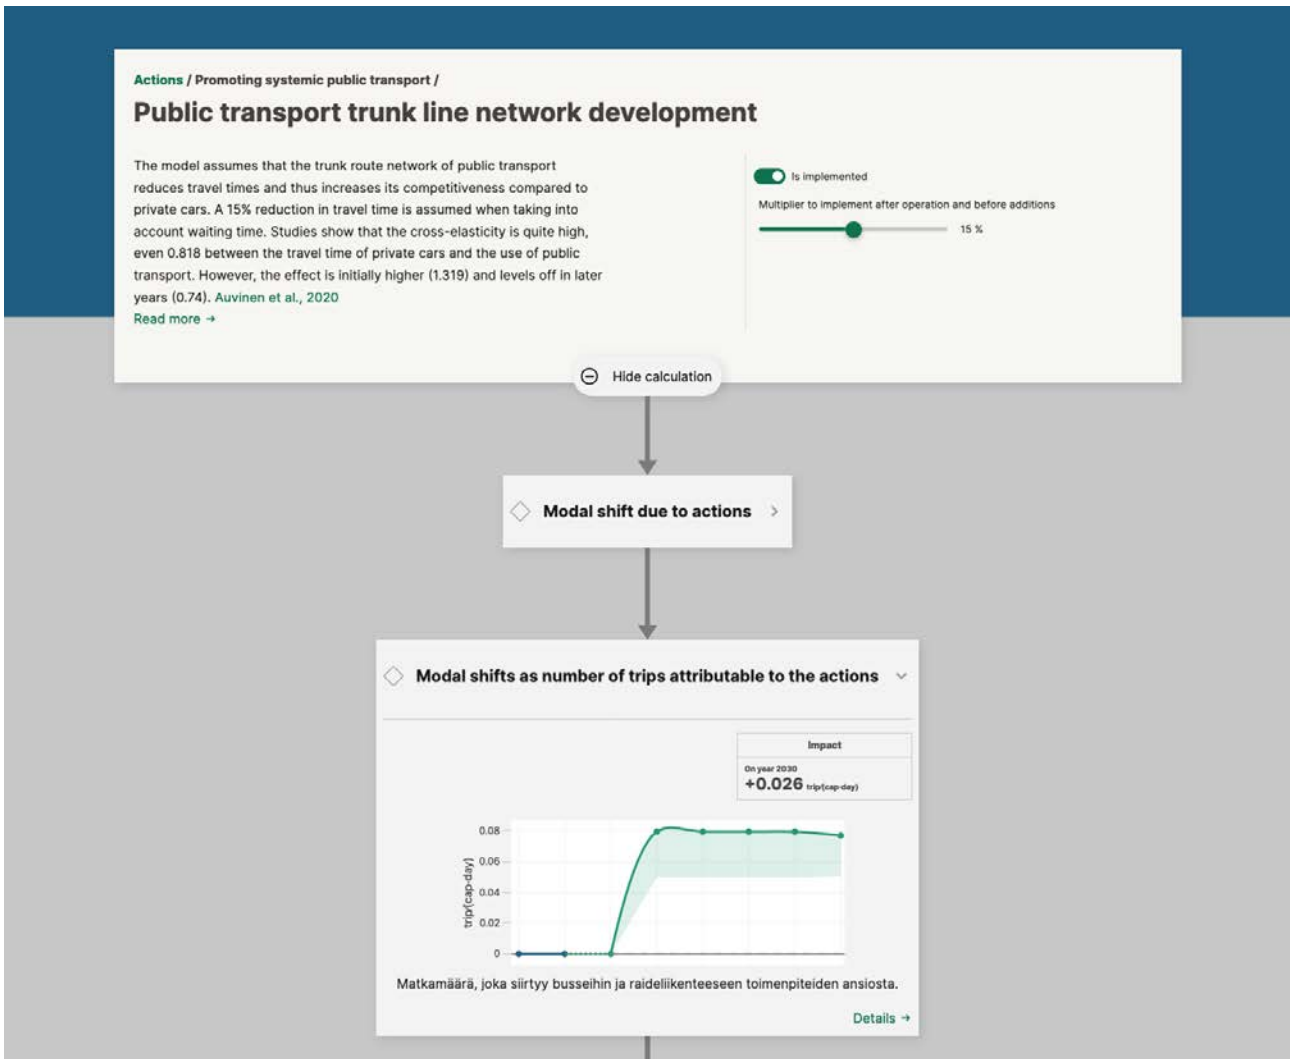 Actions / Promoting systemic public transport /
Public transport trunk line network development
The model assumes that the trunk route network of public transport
reduces travel times and thus increases its competitiveness compared to
private cars. A 15% reduction in travel time is assumed when taking into
account waiting time. Studies show that the cross-elasticity is quite high,
even 0.818 between the travel time of private cars and the use of public
transport. However, the effect is initially higher (1.319) and levels off in later
years (0.74). Auvinen et al., 2020
Read more →
Is implemented
Multiplier to implement after operation and before additions
15 %
Hide calculation
Modal shift due to actions
Modal shifts as number of trips attributable to the actions
Impact
On year 2030
+0.026 trip/(cap·day)
trip/(cap·day)
0.08
0.06
0.04
0.02
0
Matkamäärä, joka siirtyy busseihin ja raideliikenteeseen toimenpiteiden ansiosta.
Details →